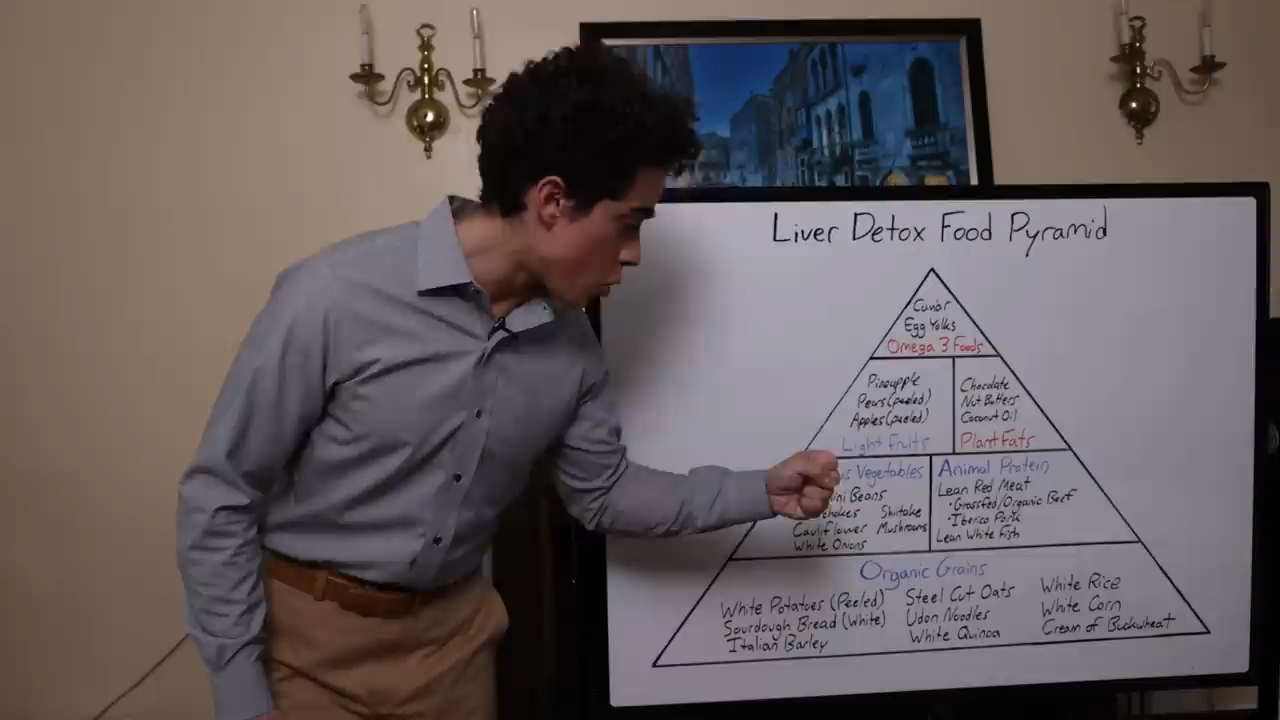 Liver Detox Food Pyramid
Caviar
Egg Yolks
Omega 3 Foods
Pineapple
Pears (peeled)
Apples (peeled)
Light Fruits
Chocolate
Nut Butters
Coconut Oil
Plant Fats
Vegetables
Beans
Shiitake
Cauliflower Mushrooms
White Onions
Animal Protein
Lean Red Meat
• Grassfed/Organic Beef
• Iberico Pork
Lean White Fish
Organic Grains
White Potatoes (Peeled)
Sourdough Bread (White)
Italian Barley
Steel Cut Oats
Udon Noodles
White Quinoa
White Rice
White Corn
Cream of Buckwheat